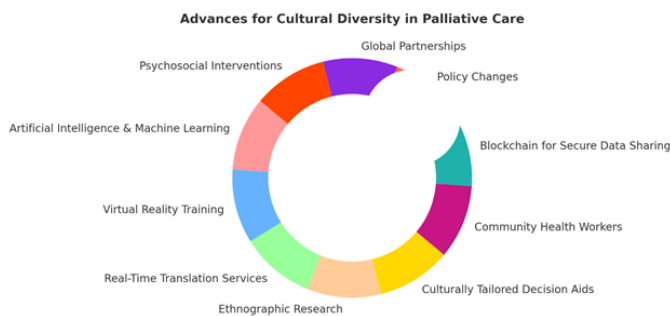 Advances for Cultural Diversity in Palliative Care
Global Partnerships
Psychosocial Interventions
Policy Changes
Artificial Intelligence & Machine Learning
Blockchain for Secure Data Sharing
Virtual Reality Training
Community Health Workers
Real-Time Translation Services
Culturally Tailored Decision Aids
Ethnographic Research